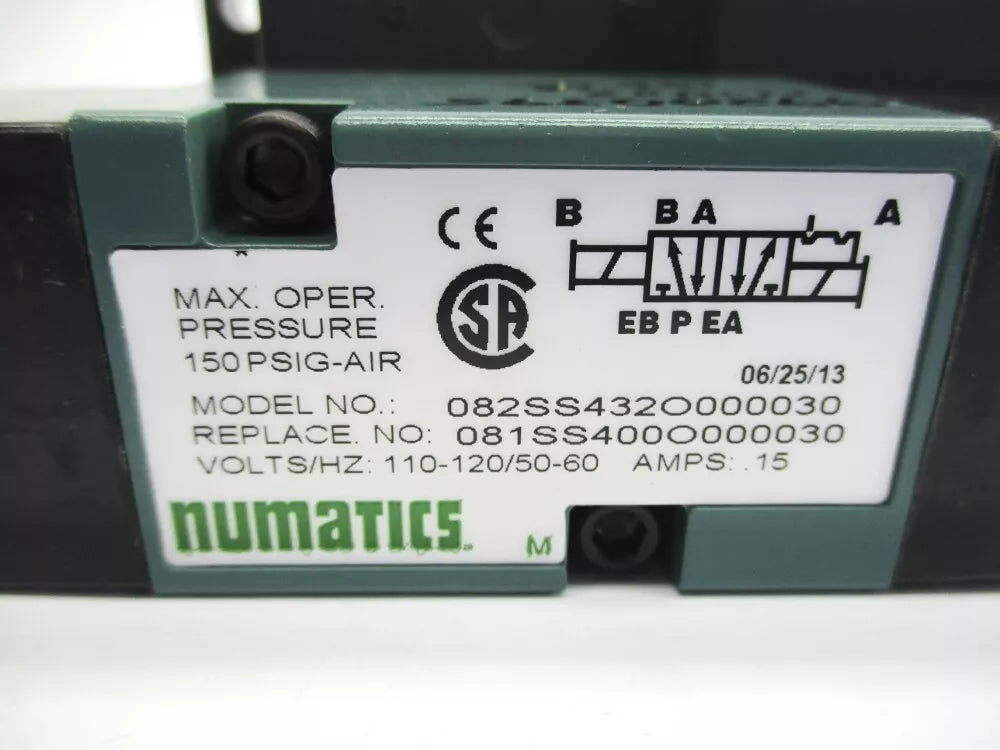 B B A A
CE
EB P EA
SA
MAX. OPER.
PRESSURE
150 PSIG-AIR
06/25/13
MODEL NO.: 082SS432O000030
REPLACE. NO: 081SS400O000030
VOLTS/HZ: 110-120/50-60 AMPS: .15
numatics
M